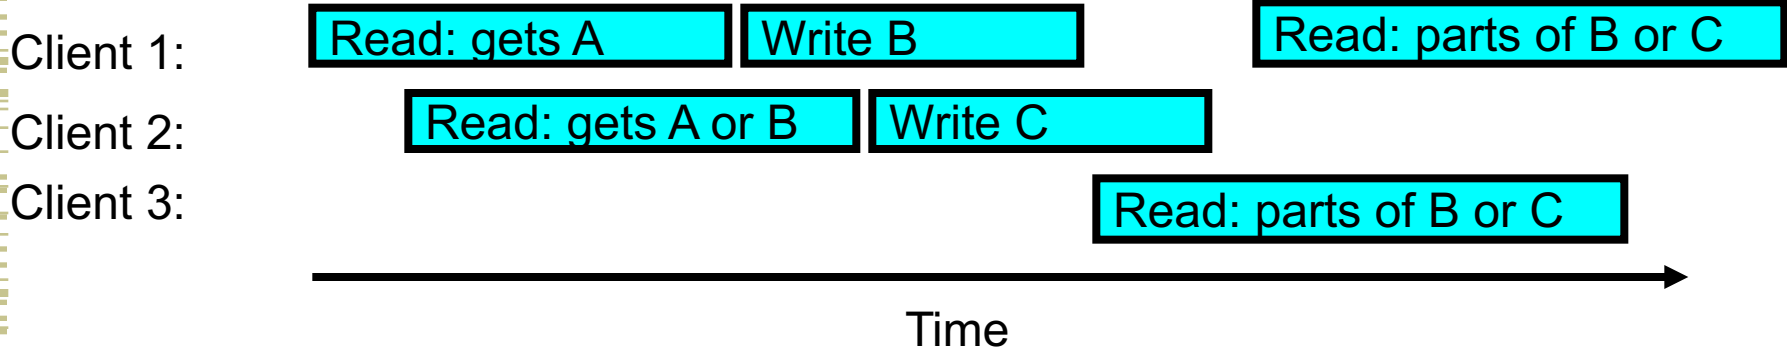 Client 1: Read: gets A Write B Read: parts of B or C
Client 2: Read: gets A or B Write C
Client 3: Read: parts of B or C
Time